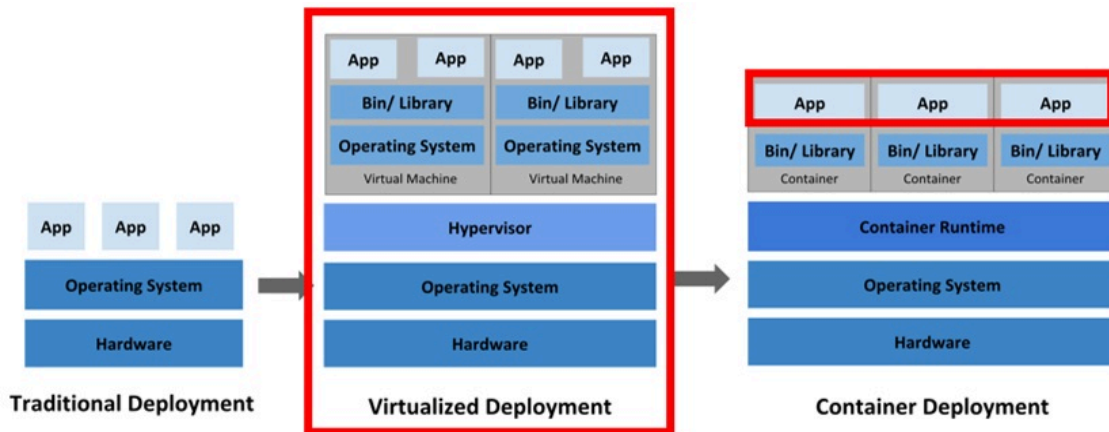 App
App
App
Operating System
Hardware
Traditional Deployment
App
App
Bin/ Library
Operating System
Virtual Machine
App
App
Bin/ Library
Operating System
Virtual Machine
Hypervisor
Operating System
Hardware
Virtualized Deployment
App
Bin/ Library
Container
App
Bin/ Library
Container
App
Bin/ Library
Container
Container Runtime
Operating System
Hardware
Container Deployment